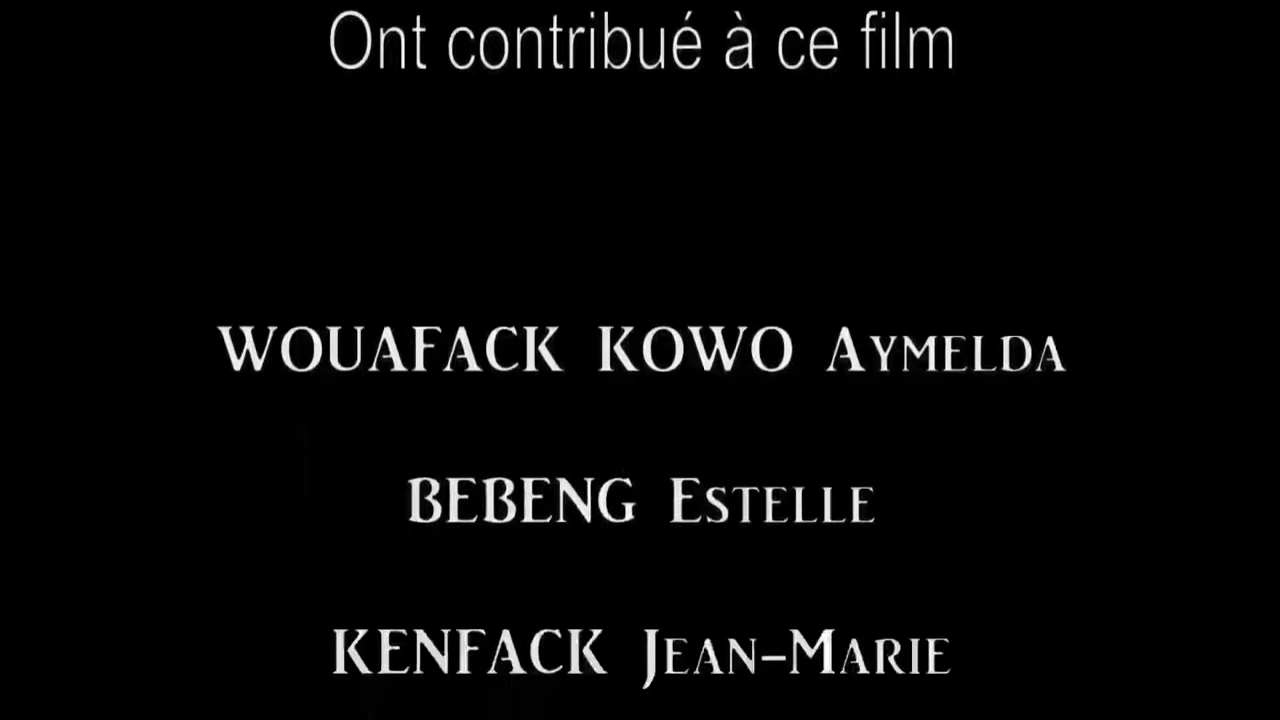 Ont contribué à ce film
WOUAFACK KOWO AYMELDA
BEBENG ESTELLE
KENFACK JEAN-MARIE